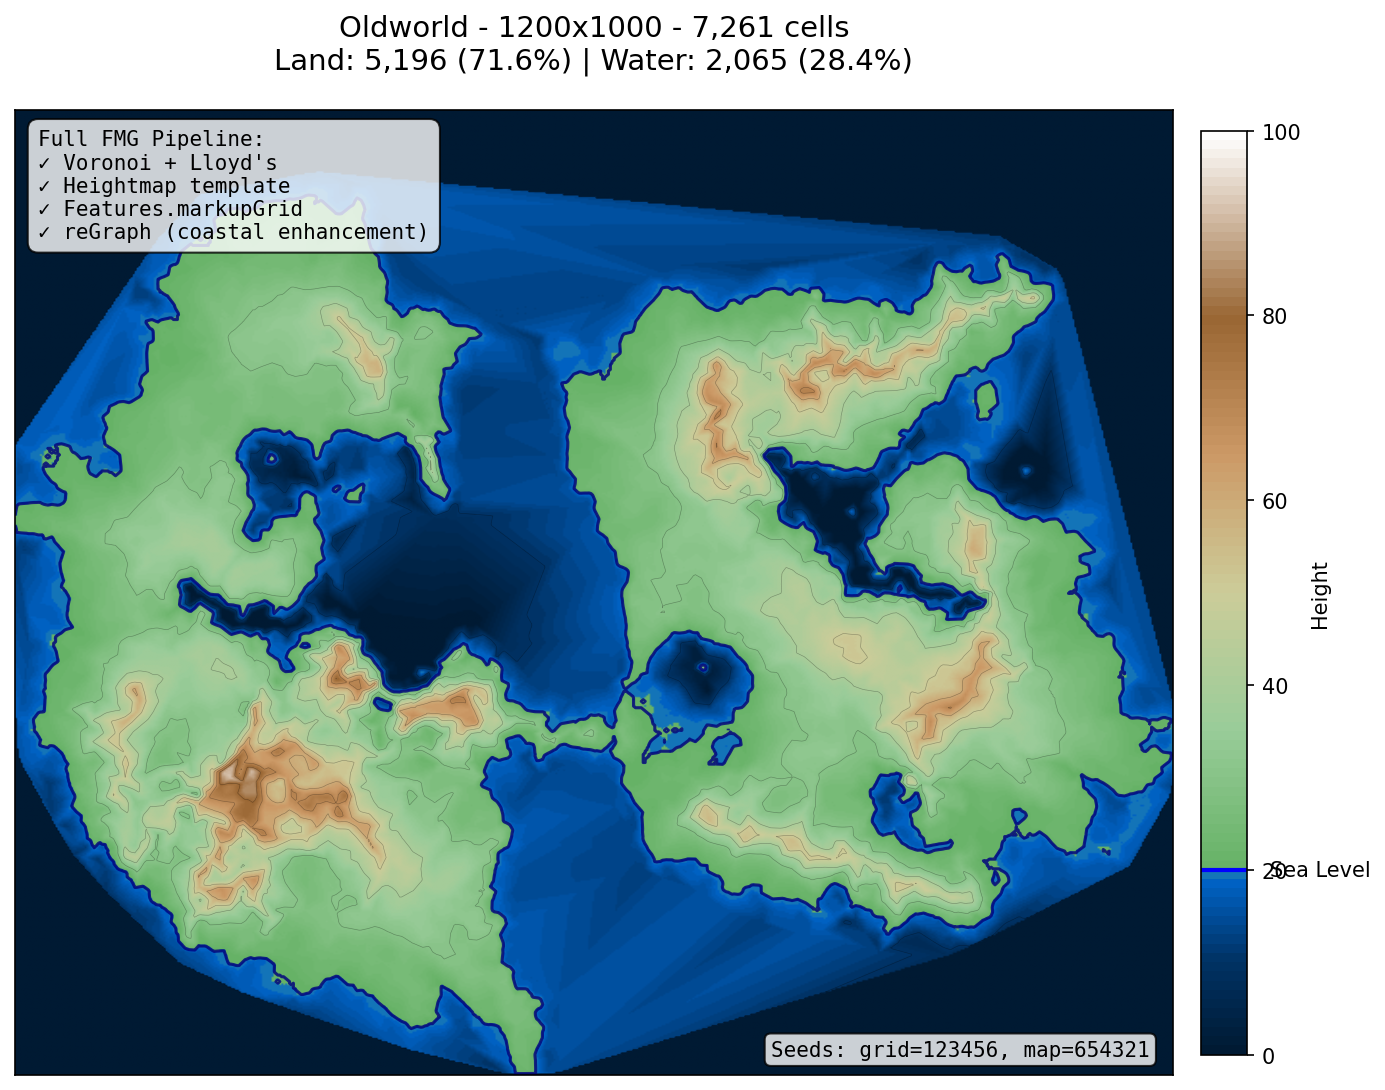 Oldworld - 1200x1000 - 7,261 cells
Land: 5,196 (71.6%) | Water: 2,065 (28.4%)
Full FMG Pipeline:
✓ Voronoi + Lloyd's
✓ Heightmap template
✓ Features.markupGrid
✓ reGraph (coastal enhancement)
100
80
60
40
20
0
Sea Level
Height
Seeds: grid=123456, map=654321